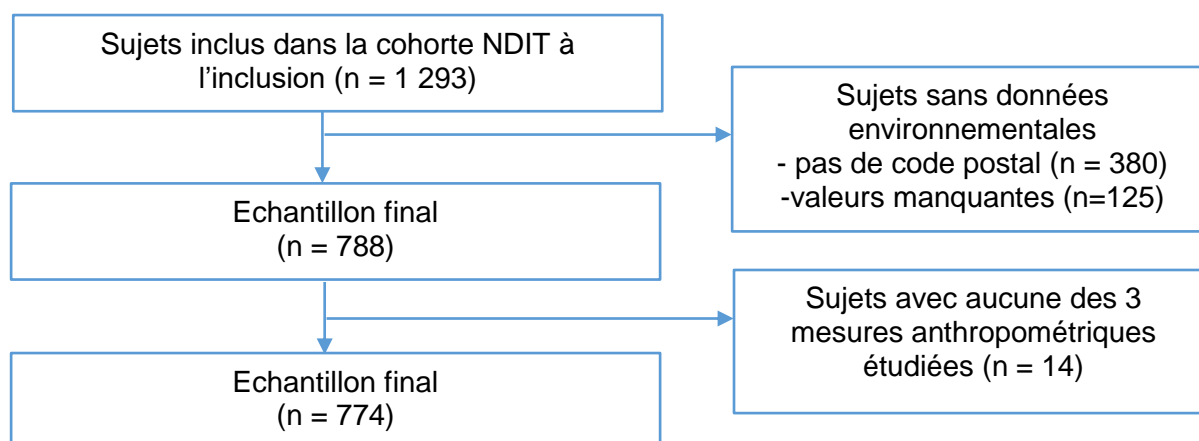 Sujets inclus dans la cohorte NDIT à
l'inclusion (n = 1 293)
Sujets sans données
environnementales
- pas de code postal (n = 380)
-valeurs manquantes (n=125)
Echantillon final
(n = 788)
Sujets avec aucune des 3
mesures anthropométriques
étudiées (n = 14)
Echantillon final
(n = 774)